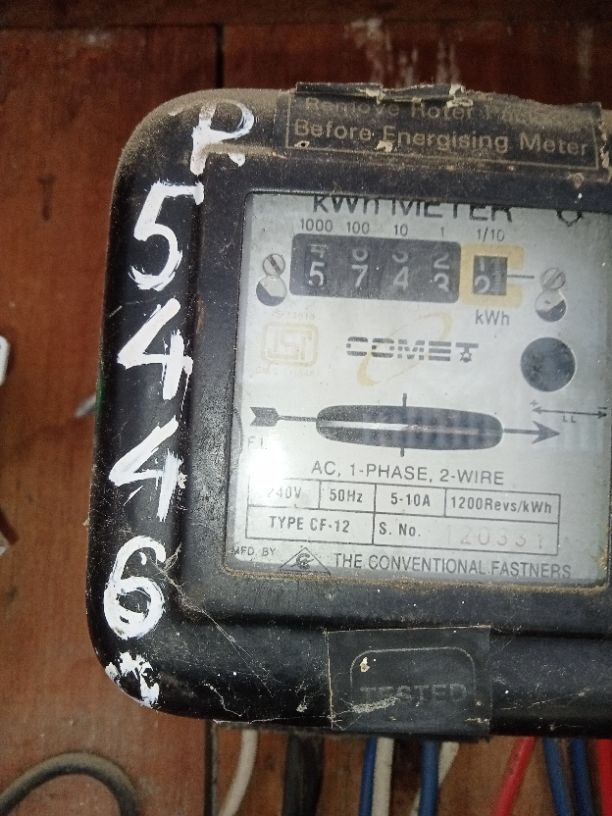 P
5
4
4
6
Before Energising Meter
kWh METER
1000 100 10 1 1/10
5 7 4
kWh
COMET
F.L.
LL
AC, 1-PHASE, 2-WIRE
240V 50Hz 5-10A 1200Revs/kWh
TYPE CF-12 S. No. 120331
MFD. BY THE CONVENTIONAL FASTNERS
TESTED